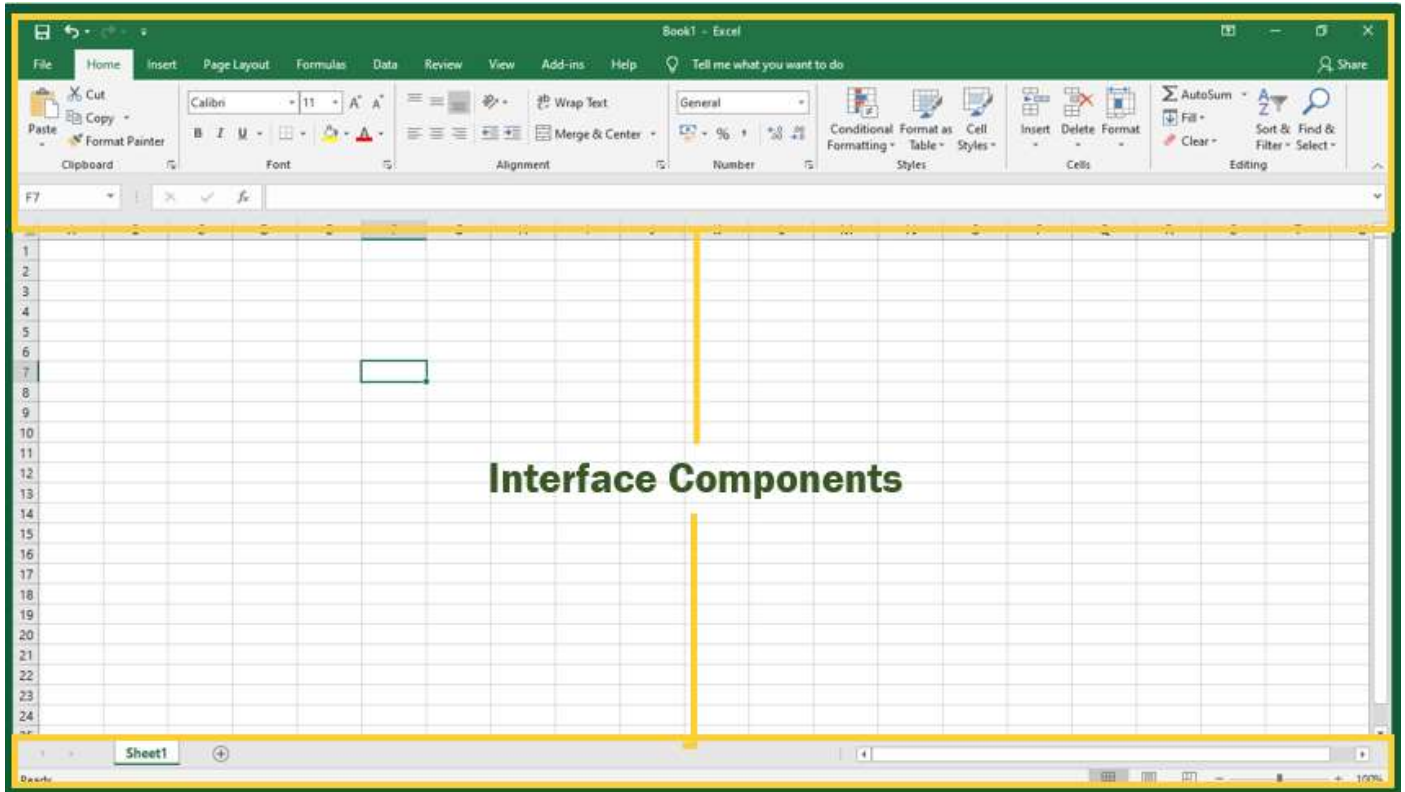 Book1 - Excel
File Home Insert Page Layout Formulas Data Review View Add-ins Help Tell me what you want to do Share
Cut
Copy
Paste
Format Painter
Clipboard
Calibri 11 A A
B I U A
Font
Wrap Text
Merge & Center
Alignment
General
% ,
Number
Conditional Formatting
Format as Table
Cell Styles
Styles
Insert Delete Format
Cells
AutoSum
Fill
Clear
Sort & Filter
Find & Select
Editing
F7 fx
1
2
3
4
5
6
7
8
9
10
11
12
13
14
15
16
17
18
19
20
21
22
23
24
Interface Components
Sheet1
Ready 100%